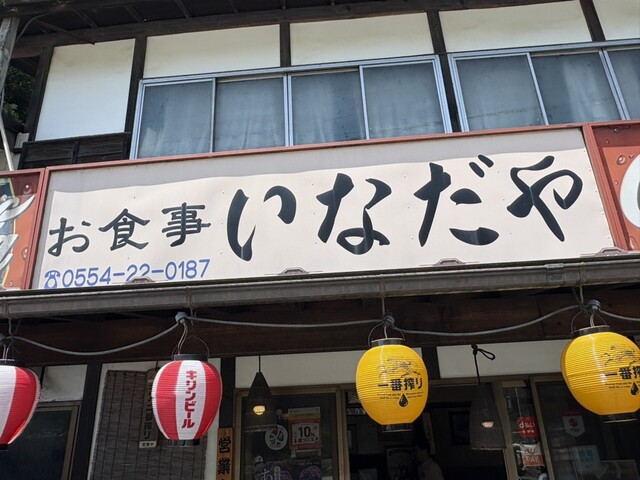 お食事 いなだや
☎0554-22-0187
キリンビール
一番搾り
一番搾り
営業
10%